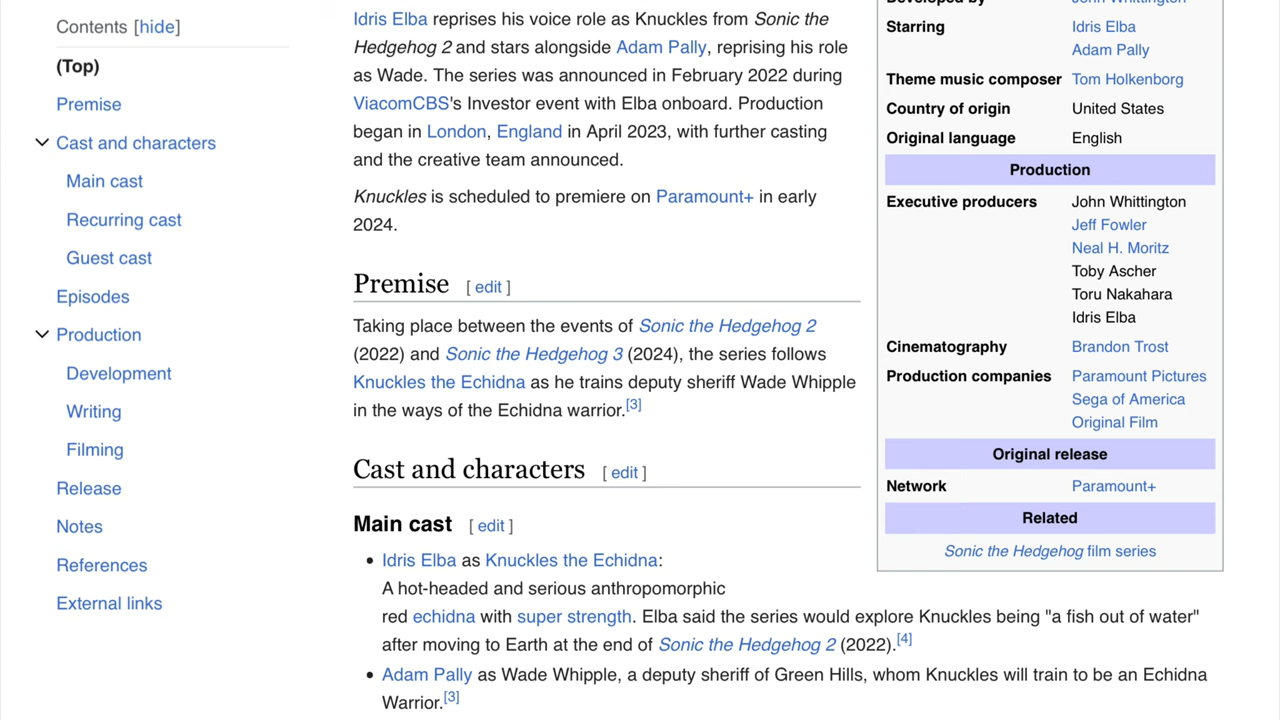 Contents [hide]
(Top)
Premise
Cast and characters
Main cast
Recurring cast
Guest cast
Episodes
Production
Development
Writing
Filming
Release
Notes
References
External links
Idris Elba reprises his voice role as Knuckles from Sonic the
Hedgehog 2 and stars alongside Adam Pally, reprising his role
as Wade. The series was announced in February 2022 during
ViacomCBS's Investor event with Elba onboard. Production
began in London, England in April 2023, with further casting
and the creative team announced.
Knuckles is scheduled to premiere on Paramount+ in early
2024.
Premise [ edit ]
Taking place between the events of Sonic the Hedgehog 2
(2022) and Sonic the Hedgehog 3 (2024), the series follows
Knuckles the Echidna as he trains deputy sheriff Wade Whipple
in the ways of the Echidna warrior.[3]
Cast and characters [ edit ]
Main cast [ edit ]
• Idris Elba as Knuckles the Echidna:
A hot-headed and serious anthropomorphic
red echidna with super strength. Elba said the series would explore Knuckles being "a fish out of water"
after moving to Earth at the end of Sonic the Hedgehog 2 (2022).[4]
• Adam Pally as Wade Whipple, a deputy sheriff of Green Hills, whom Knuckles will train to be an Echidna
Warrior.[3]
Developed by John Whittington
Starring Idris Elba
Adam Pally
Theme music composer Tom Holkenborg
Country of origin United States
Original language English
Production
Executive producers John Whittington
Jeff Fowler
Neal H. Moritz
Toby Ascher
Toru Nakahara
Idris Elba
Cinematography Brandon Trost
Production companies Paramount Pictures
Sega of America
Original Film
Original release
Network Paramount+
Related
Sonic the Hedgehog film series